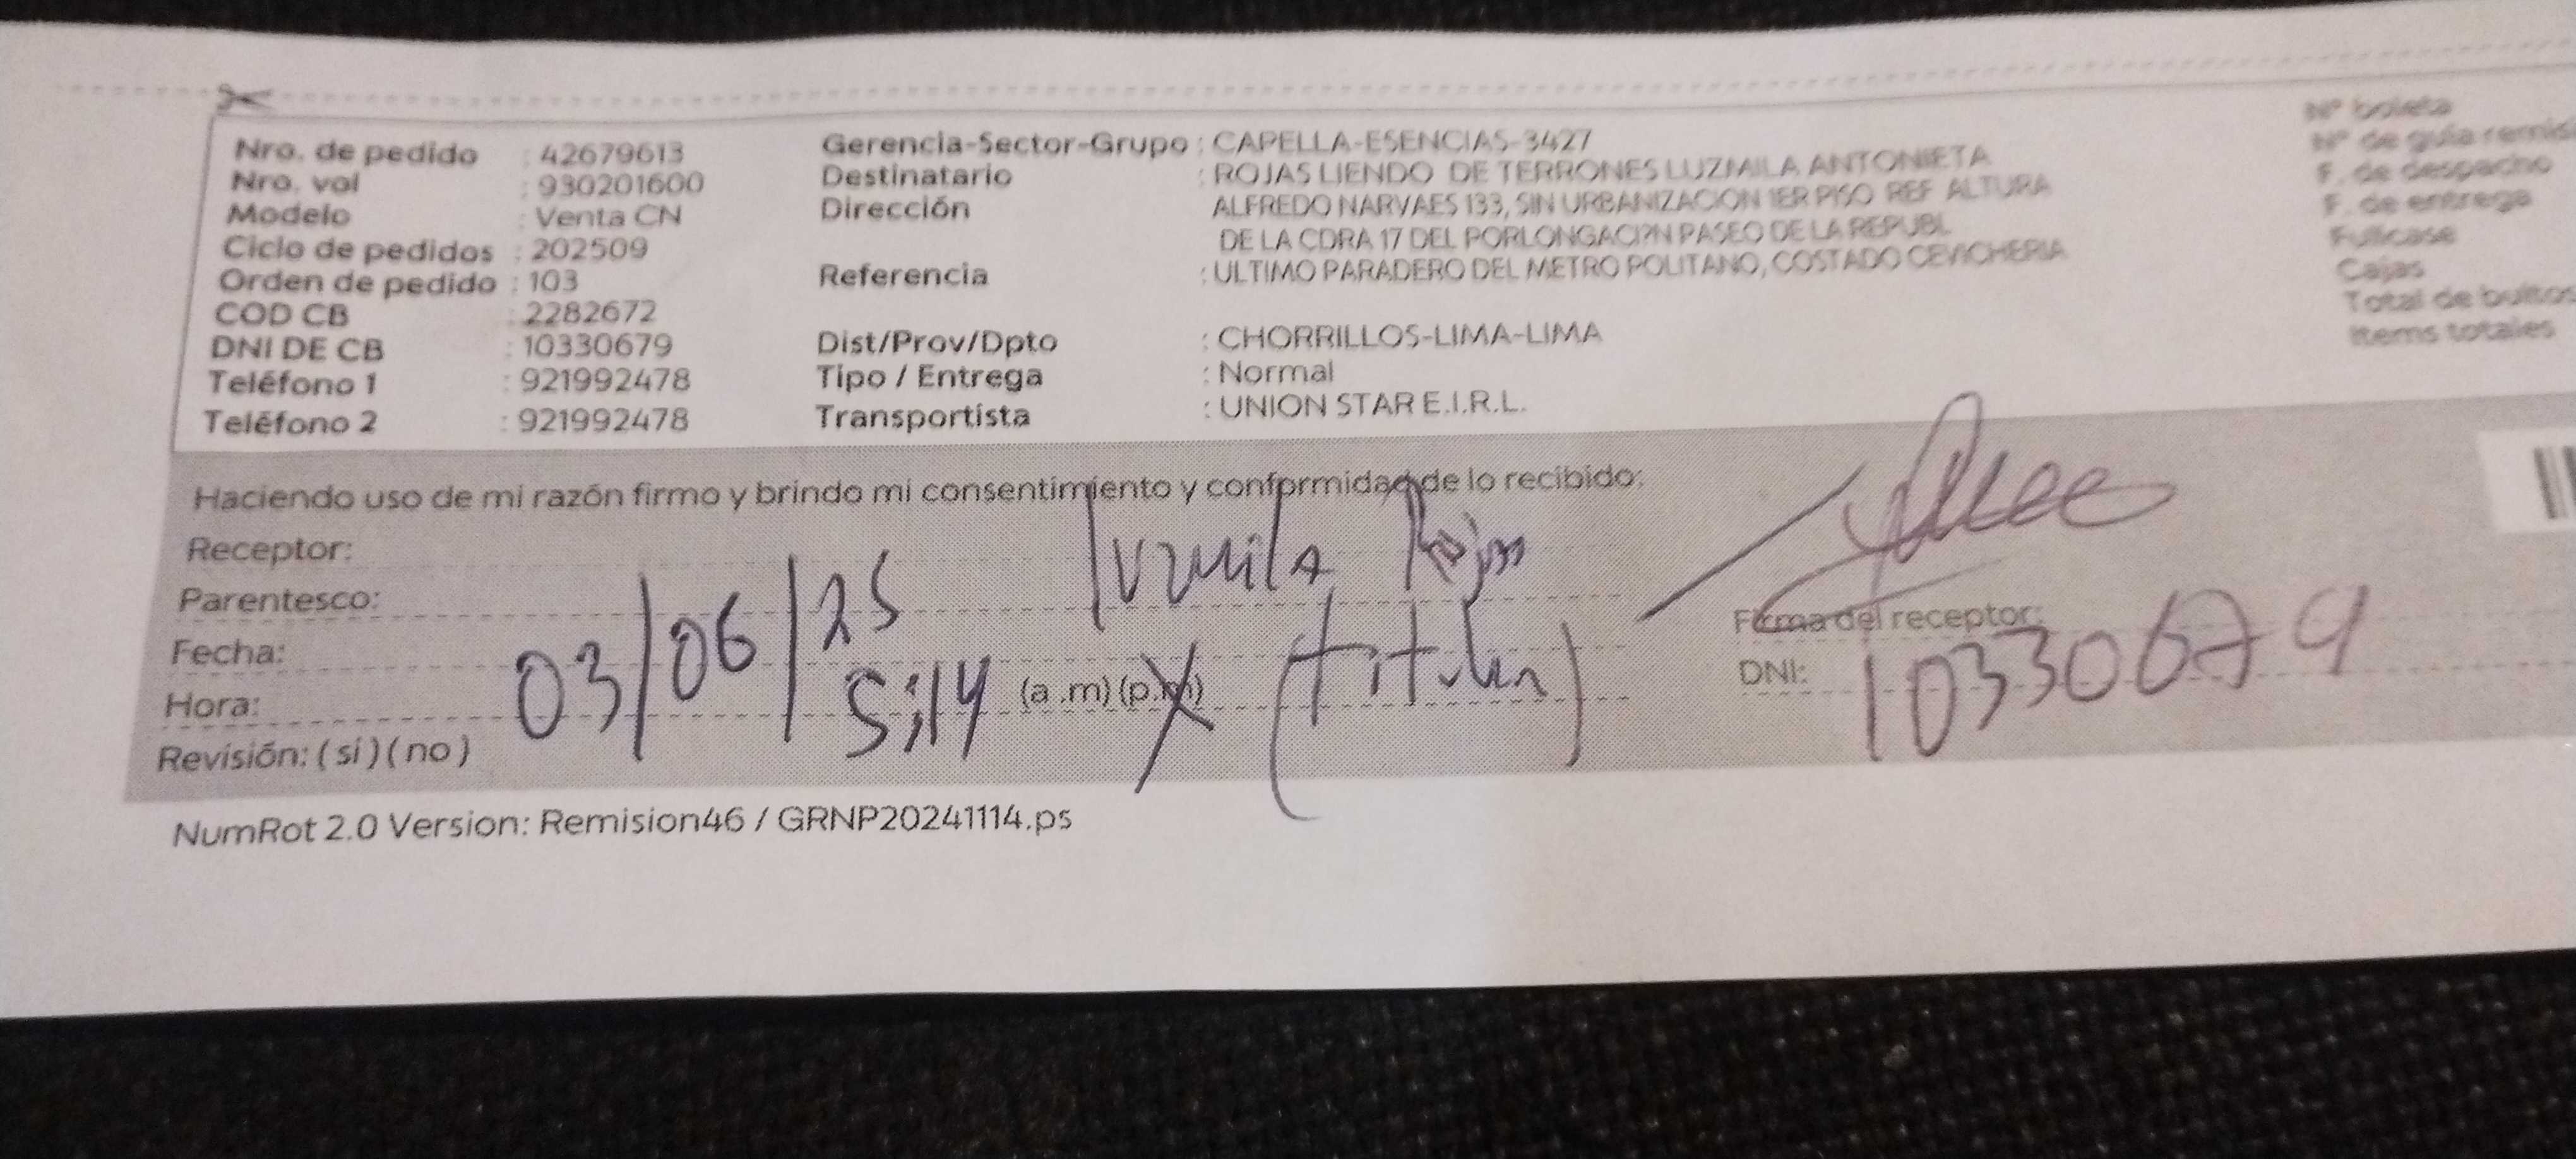 Nro. de pedido : 42679613
Nro. vol : 930201600
Modelo : Venta CN
Ciclo de pedidos : 202509
Orden de pedido : 103
COD CB : 2282672
DNI DE CB : 10330679
Teléfono 1 : 921992478
Teléfono 2 : 921992478
Gerencia-Sector-Grupo : CAPELLA-ESENCIAS-3427
Destinatario : ROJAS LIENDO DE TERRONES LUZMILA ANTONIETA
Dirección ALFREDO NARVAES 133, SIN URBANIZACION 1ER PISO REF ALTURA
DE LA CDRA 17 DEL PORLONGACI?N PASEO DE LA REPUBL
Referencia : ULTIMO PARADERO DEL METRO POLITANO, COSTADO CEVICHERIA
Dist/Prov/Dpto : CHORRILLOS-LIMA-LIMA
Tipo / Entrega : Normal
Transportista : UNION STAR E.I.R.L.
Nº boleta
Nº de guía remis
F. de despacho
F. de entrega
Fullcase
Cajas
Total de bultos
Items totales
Haciendo uso de mi razón firmo y brindo mi consentimiento y conformidad de lo recibido:
Receptor: luzmila Rojas
Parentesco: (titular)
Fecha: 03/06/25
Hora: 5:14 (a .m) (p.m)
Revisión: ( si ) ( no )
Firma del receptor:
DNI: 10330679
NumRot 2.0 Version: Remision46 / GRNP20241114.ps